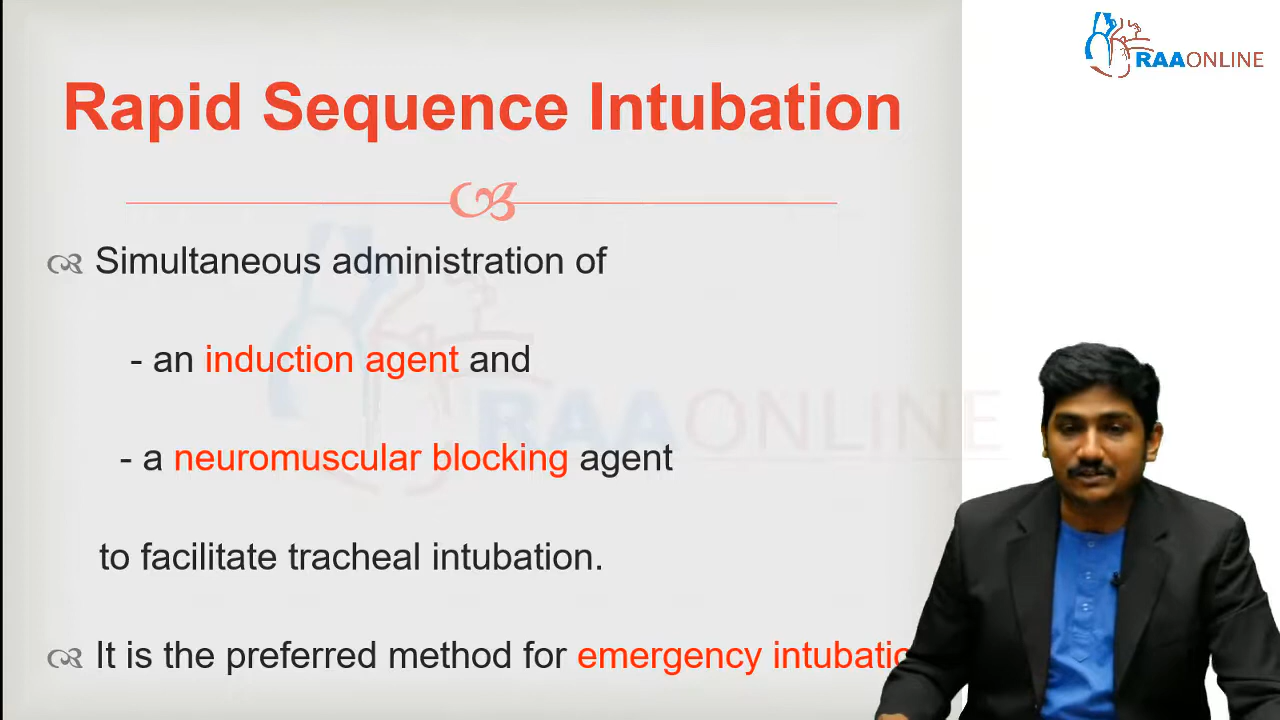 RAAONLINE
Rapid Sequence Intubation
Simultaneous administration of
- an induction agent and
- a neuromuscular blocking agent
RAAONLINE
to facilitate tracheal intubation.
It is the preferred method for emergency intubatio